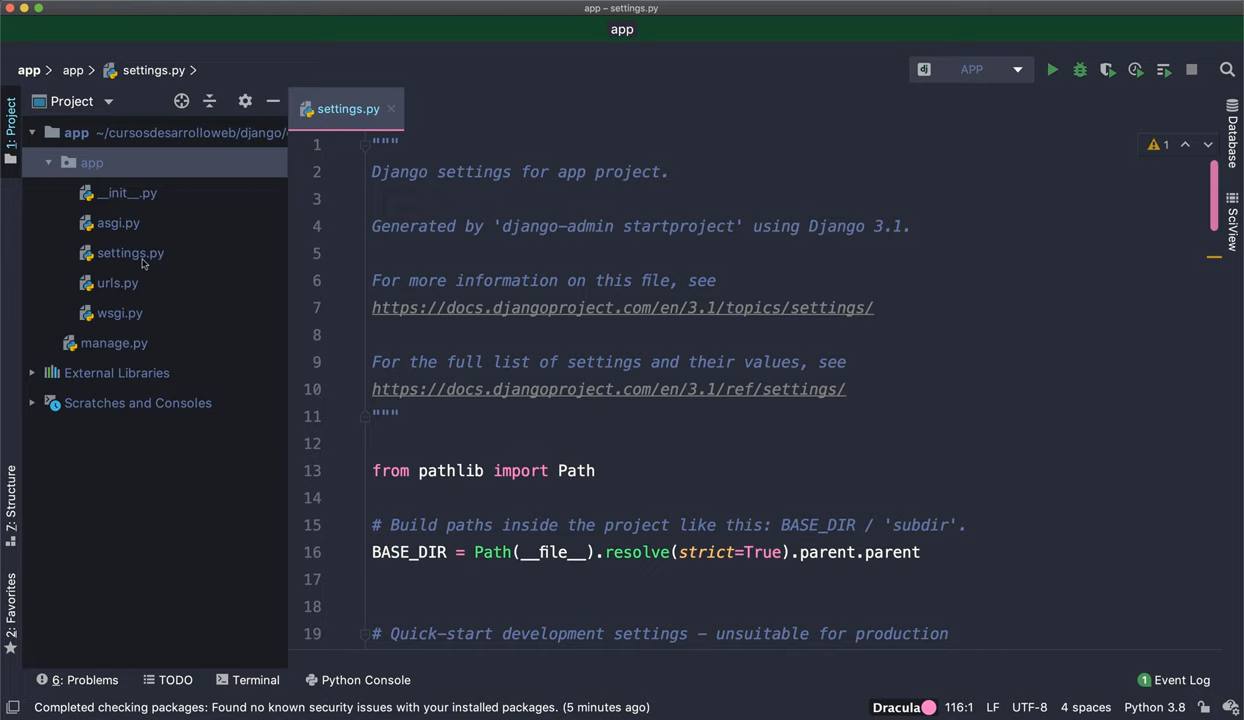 app – settings.py
app
app > app > settings.py >
APP
Project
settings.py
1: Project
Database
SciView
app ~/cursosdesarrolloweb/django/
app
__init__.py
asgi.py
settings.py
urls.py
wsgi.py
manage.py
External Libraries
Scratches and Consoles
Z: Structure
2: Favorites
1
1 """
2 Django settings for app project.
3
4 Generated by 'django-admin startproject' using Django 3.1.
5
6 For more information on this file, see
7 https://docs.djangoproject.com/en/3.1/topics/settings/
8
9 For the full list of settings and their values, see
10 https://docs.djangoproject.com/en/3.1/ref/settings/
11 """
12
13 from pathlib import Path
14
15 # Build paths inside the project like this: BASE_DIR / 'subdir'.
16 BASE_DIR = Path(__file__).resolve(strict=True).parent.parent
17
18
19 # Quick-start development settings - unsuitable for production
6: Problems TODO Terminal Python Console 1 Event Log
Completed checking packages: Found no known security issues with your installed packages. (5 minutes ago) Dracula 116:1 LF UTF-8 4 spaces Python 3.8